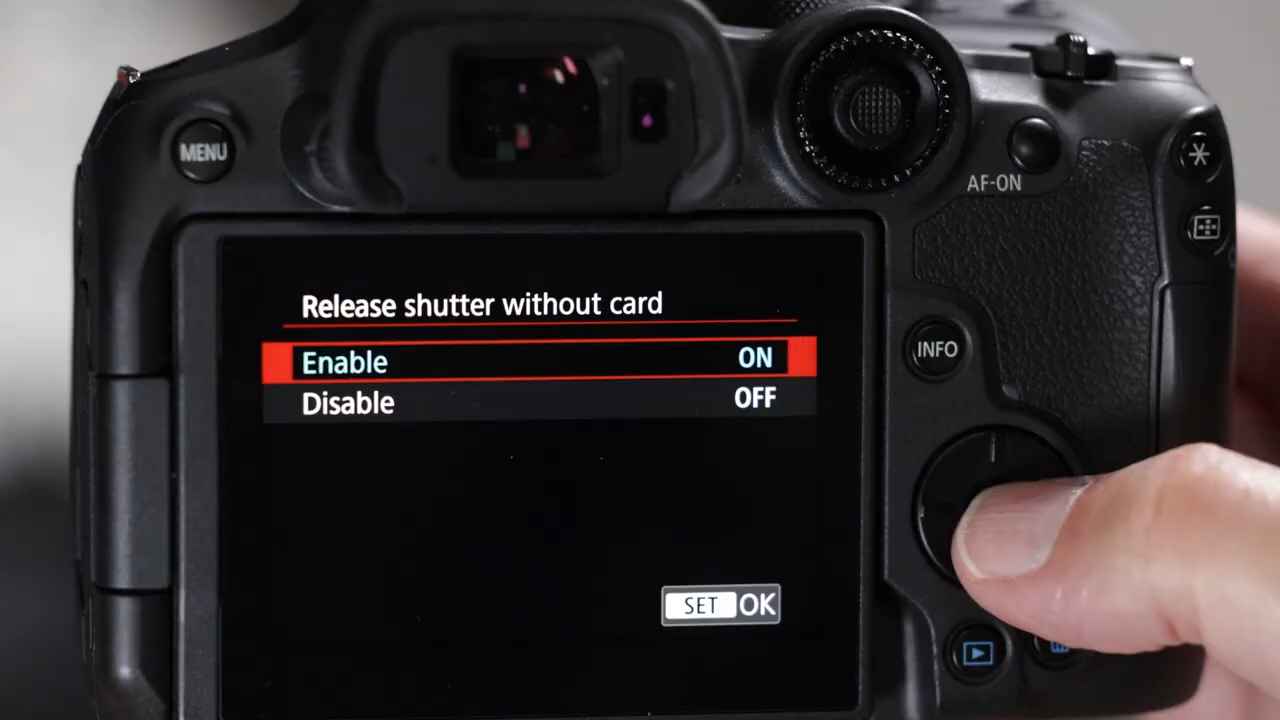 MENU
AF-ON
Release shutter without card
Enable ON
Disable OFF
INFO
SET OK